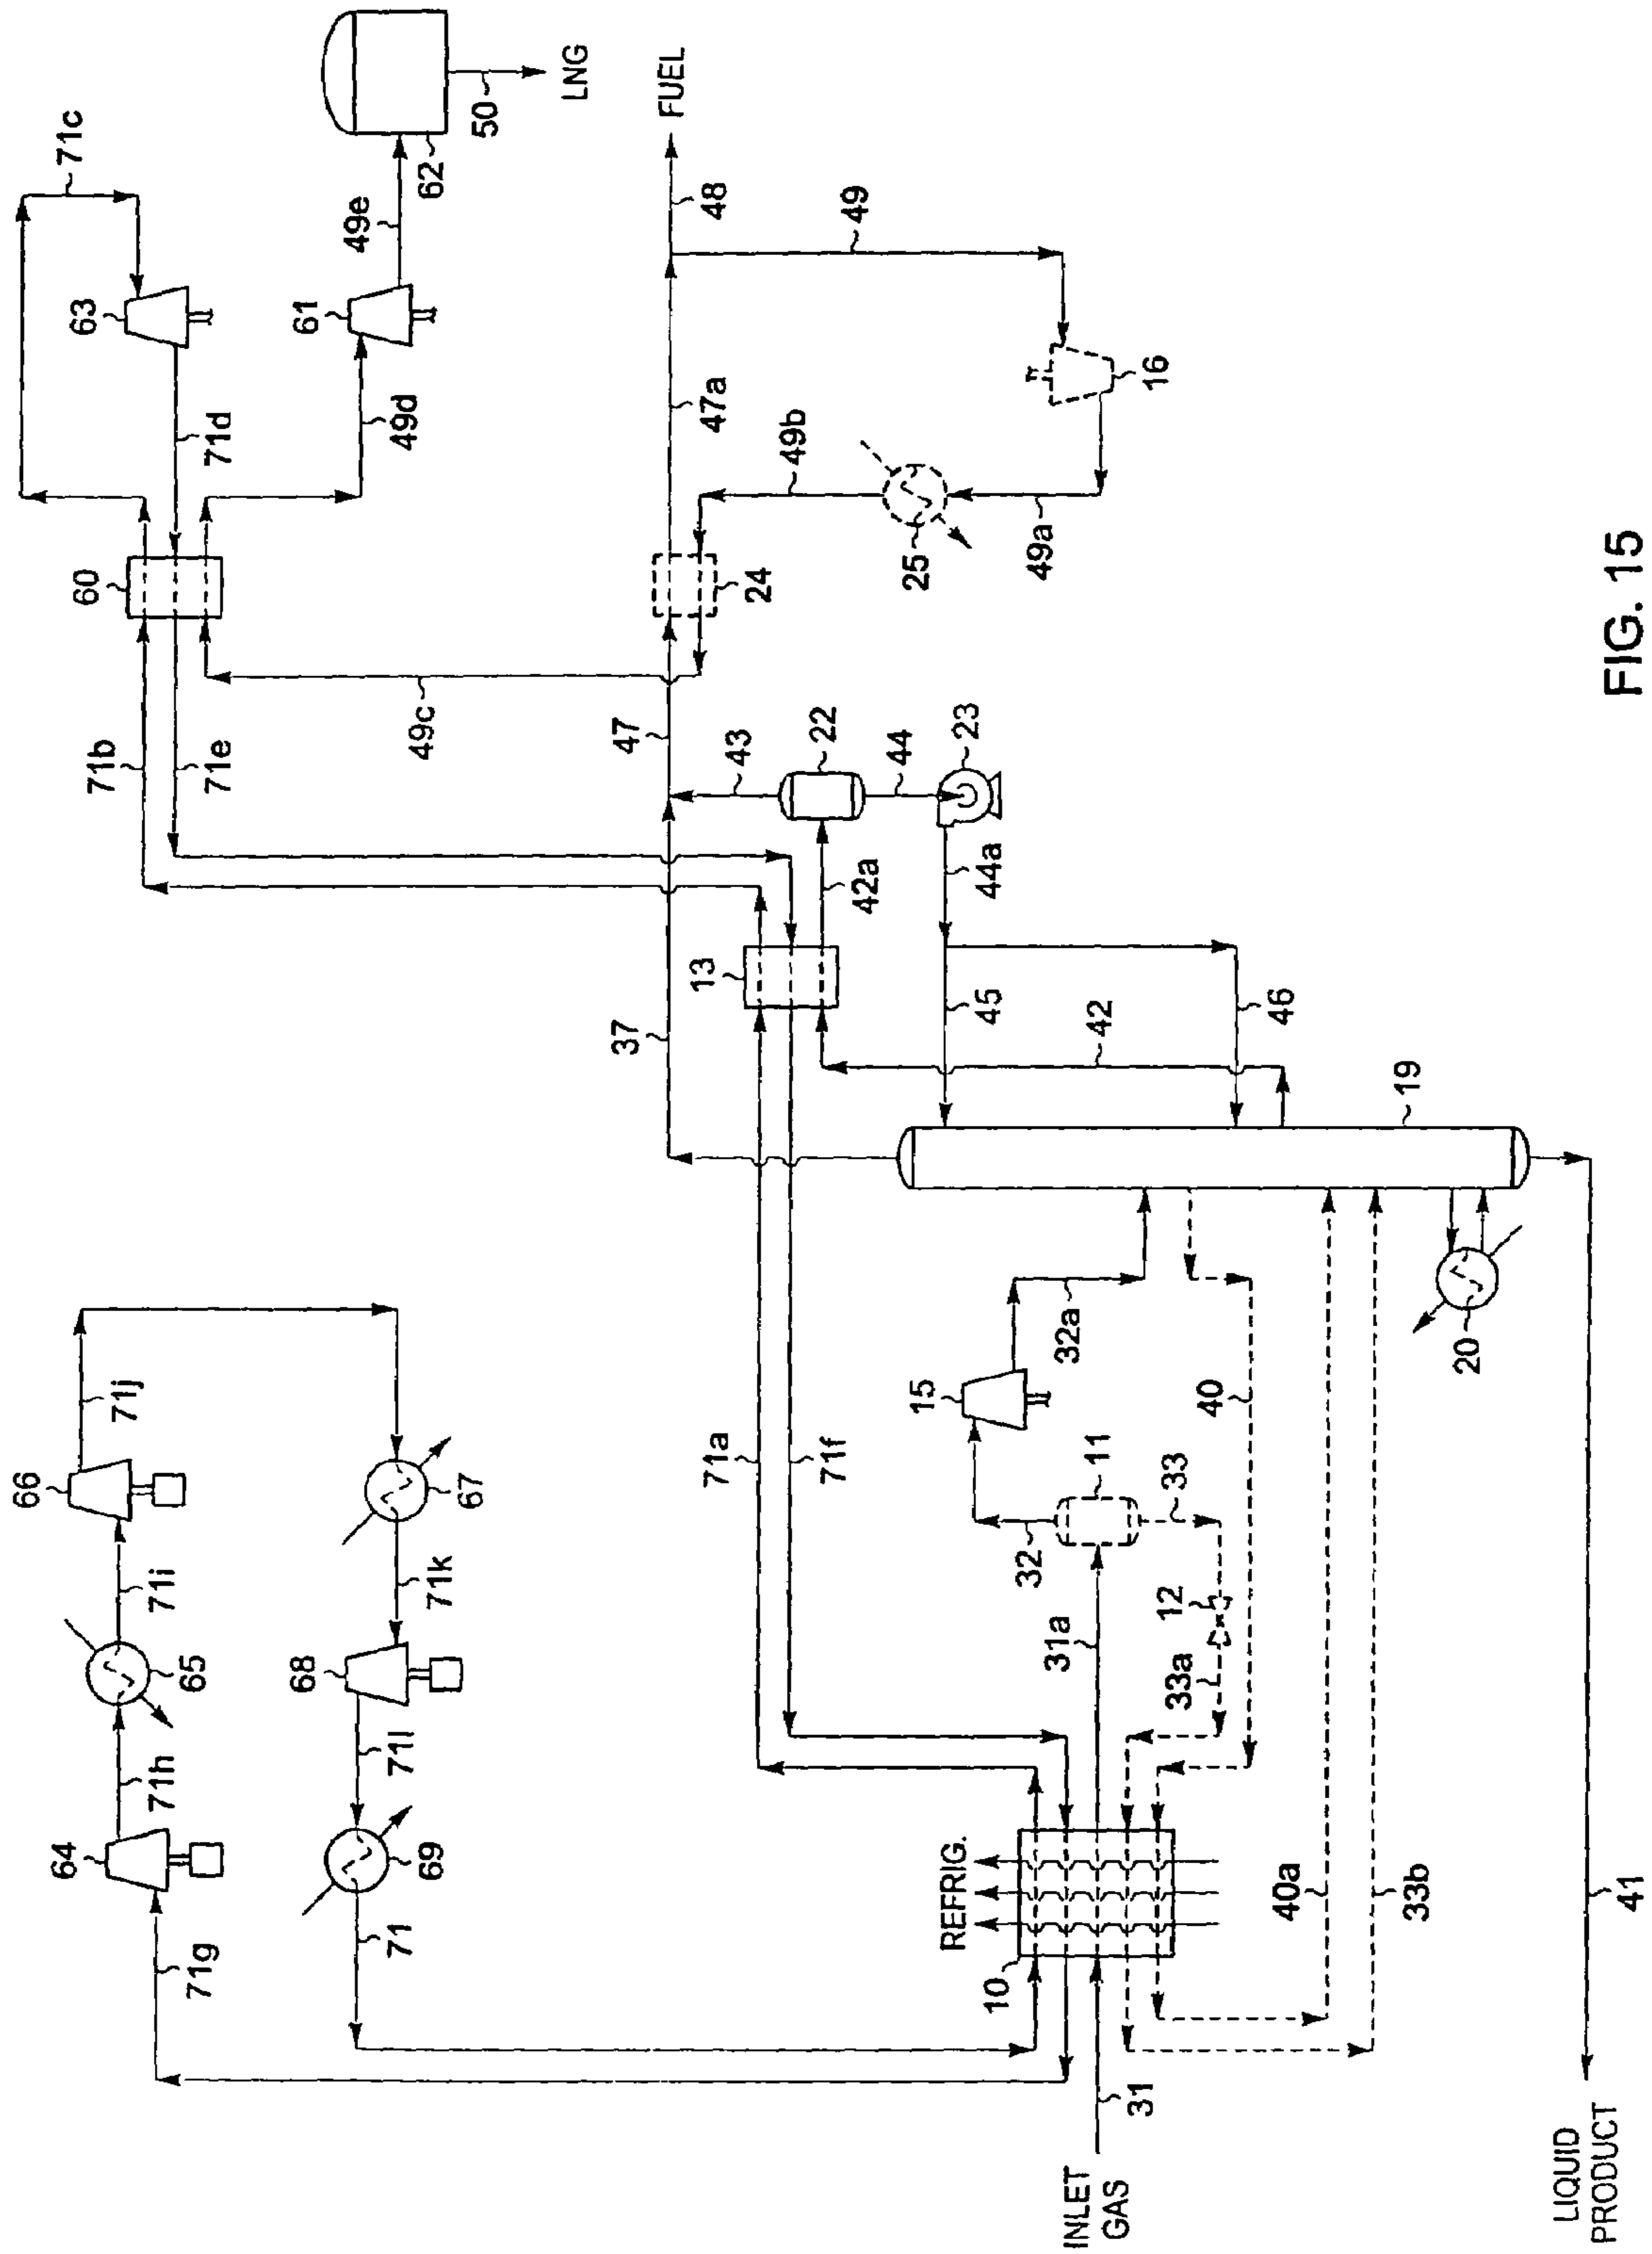 66
64
71c
63
60
71b
71j
71h
71i
65
71g
71e
71d
68
61
49e
71
71l
49d
69
71k
49c
62
67
50
LNG
37
47
FUEL
13
71a
47a
48
43
24
49b
71f
22
49
42a
44
15
25
REFRIG.
23
10
45
44a
32
49a
31a
32a
INLET
GAS
11
42
31
16
12
33
33a
40
46
40a
19
33b
20
LIQUID
PRODUCT
41
FIG. 15